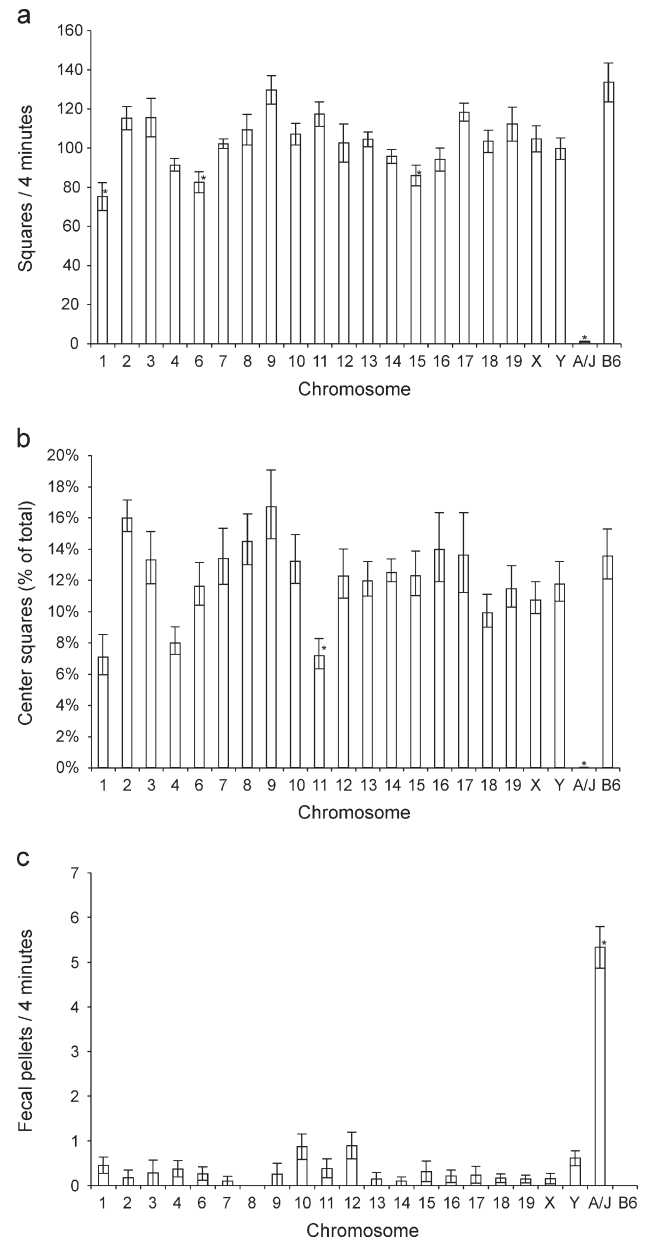 a
160
140
120
100
80
60
40
20
0
Squares / 4 minutes
* * * *
1 2 3 4 6 7 8 9 10 11 12 13 14 15 16 17 18 19 X Y A/J B6
Chromosome
b
20%
18%
16%
14%
12%
10%
8%
6%
4%
2%
0%
Center squares (% of total)
* *
1 2 3 4 6 7 8 9 10 11 12 13 14 15 16 17 18 19 X Y A/J B6
Chromosome
c
7
6
5
4
3
2
1
0
Fecal pellets / 4 minutes
*
1 2 3 4 6 7 8 9 10 11 12 13 14 15 16 17 18 19 X Y A/J B6
Chromosome